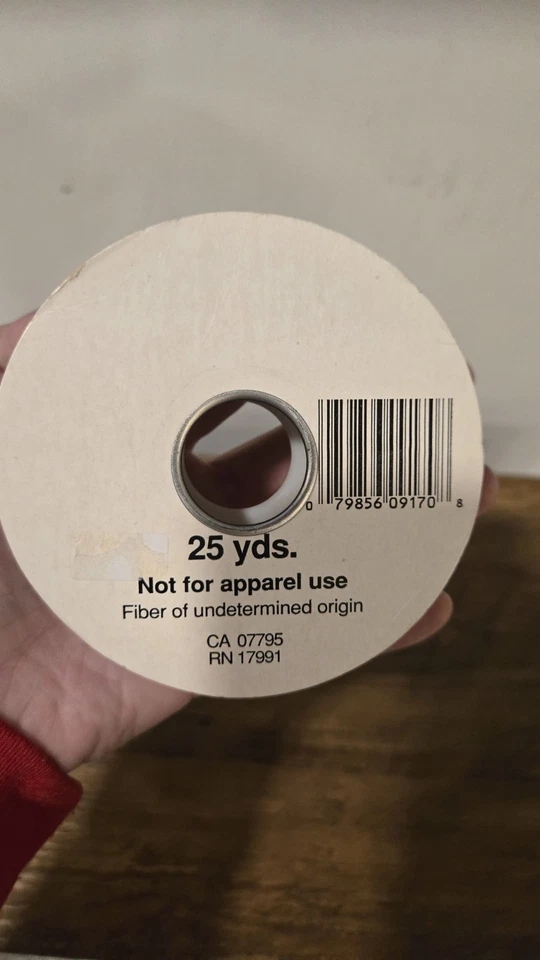 0 79856 09170 8
25 yds.
Not for apparel use
Fiber of undetermined origin
CA 07795
RN 17991